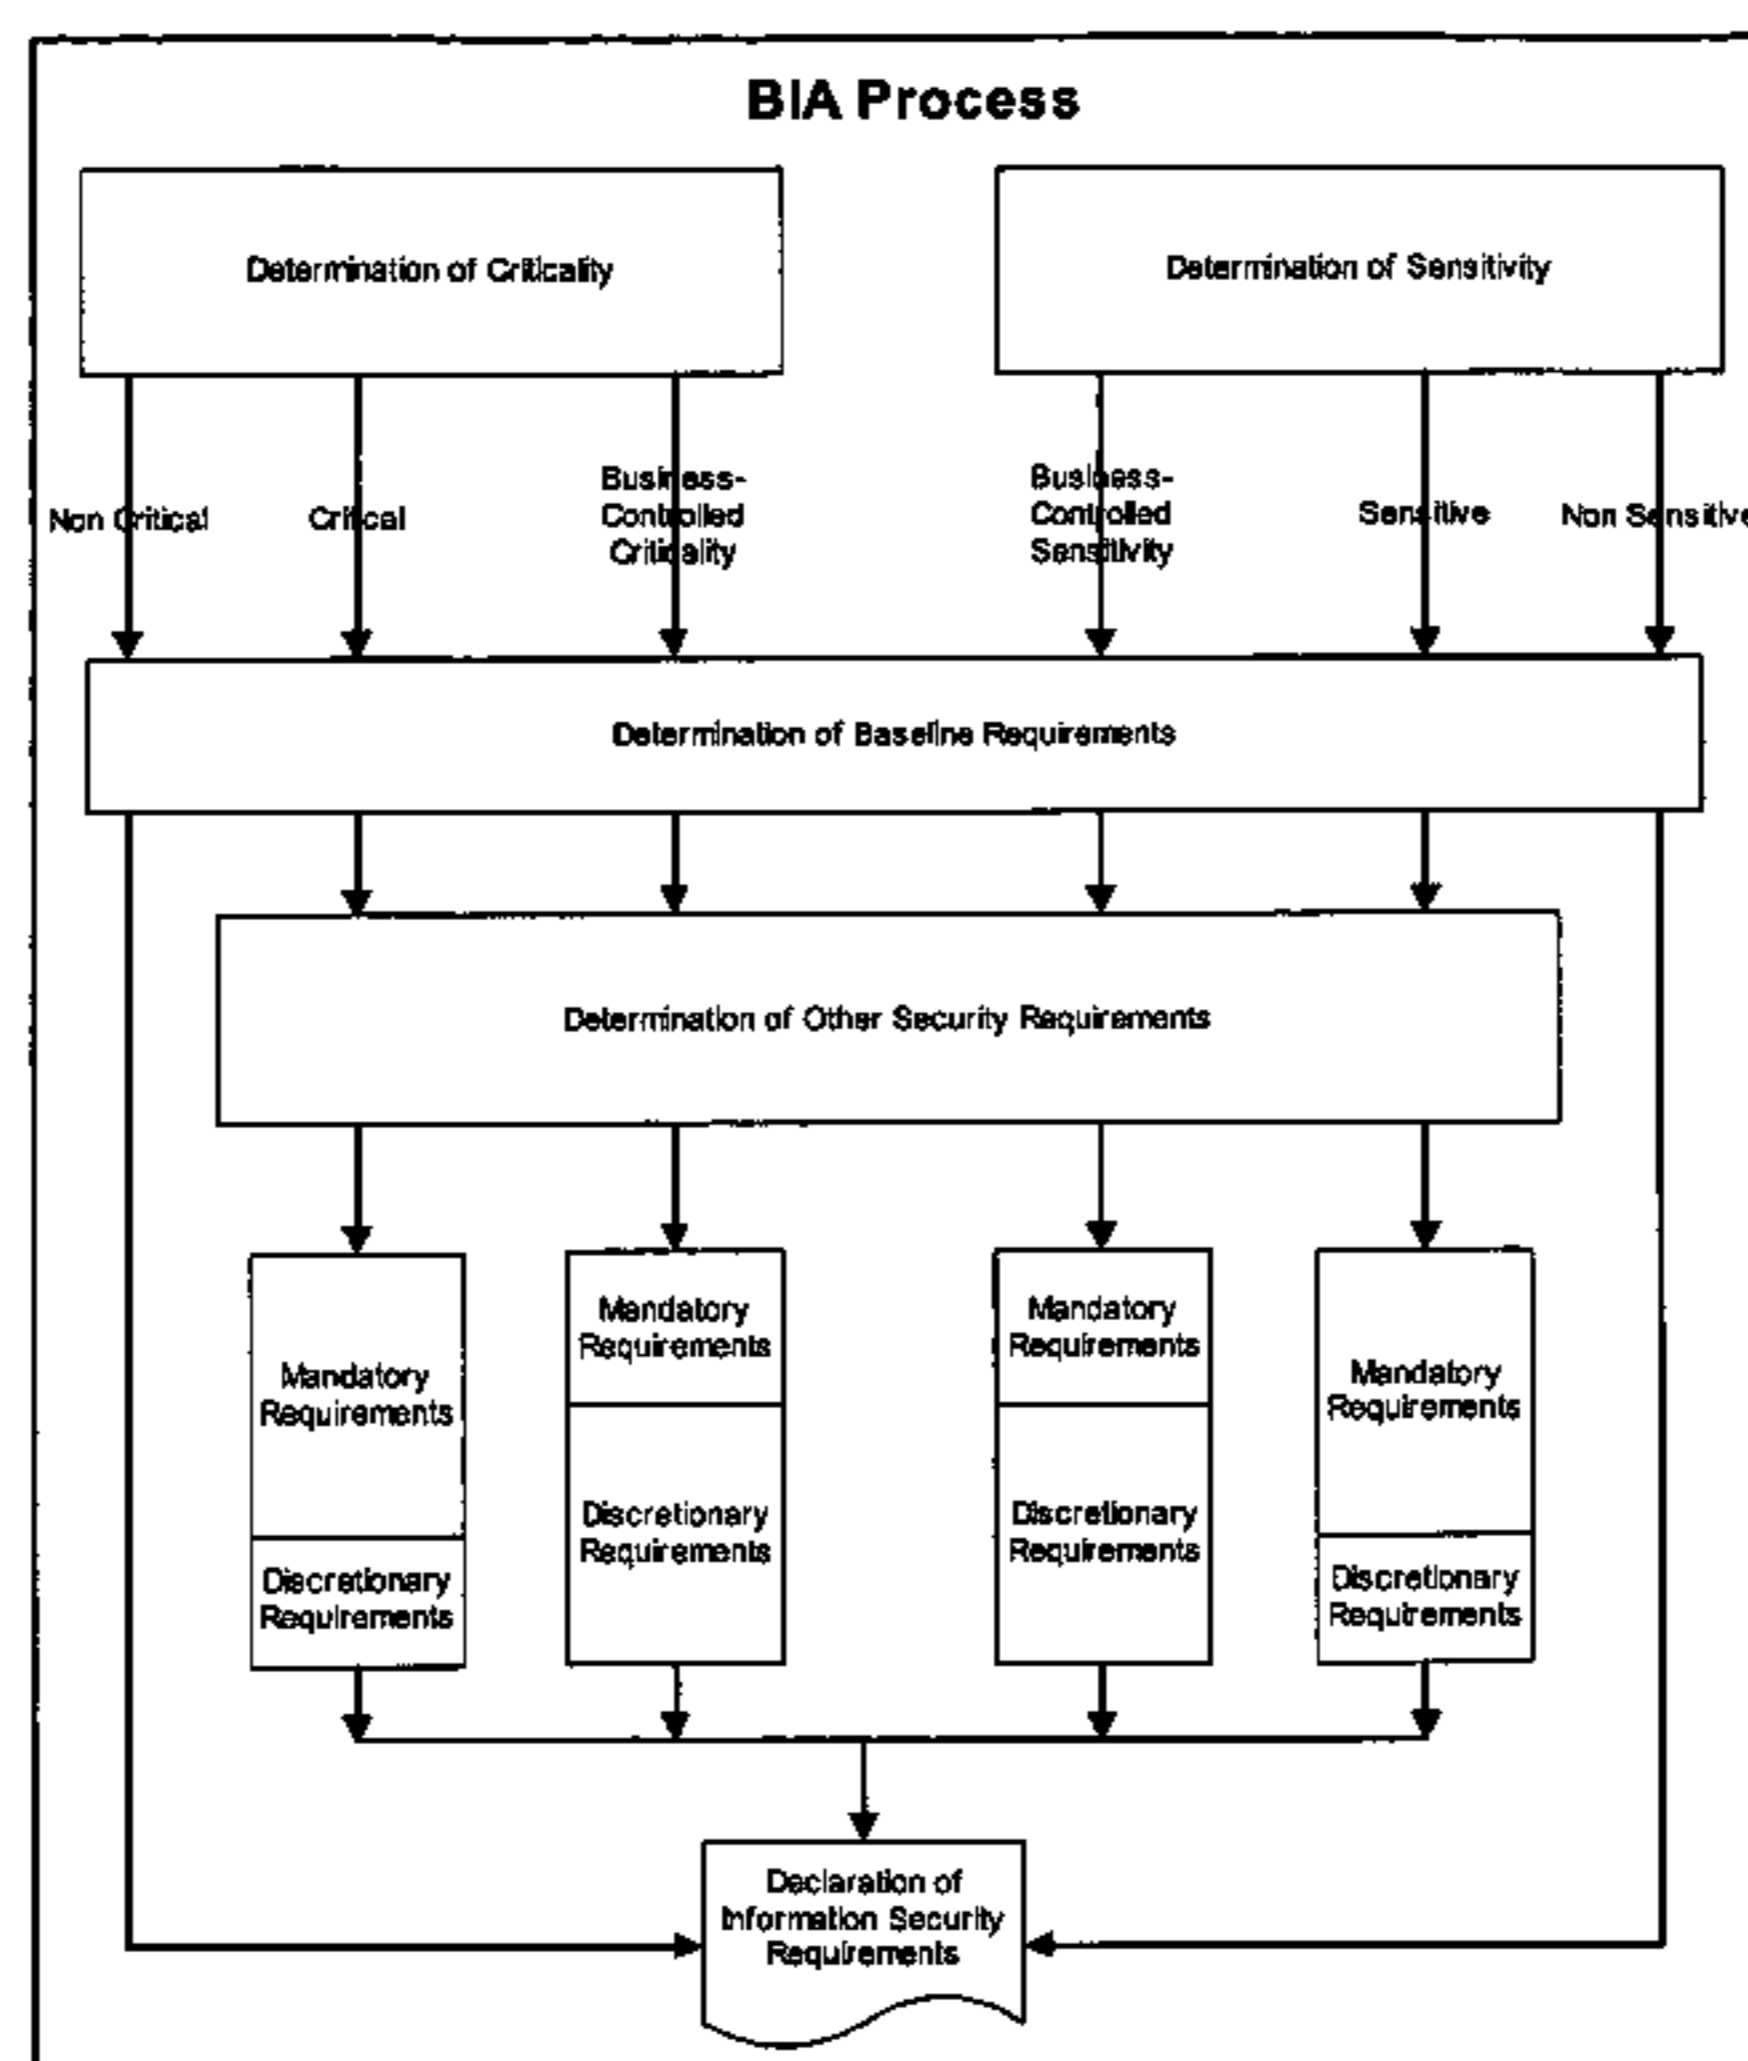 BIA Process
Determination of Criticality
Determination of Sensitivity
Non Critical
Critical
Business-
Controlled
Criticality
Business-
Controlled
Sensitivity
Sensitive
Non Sensitive
Determination of Baseline Requirements
Determination of Other Security Requirements
Mandatory
Requirements
Discretionary
Requirements
Mandatory
Requirements
Discretionary
Requirements
Mandatory
Requirements
Discretionary
Requirements
Mandatory
Requirements
Discretionary
Requirements
Declaration of
Information Security
Requirements